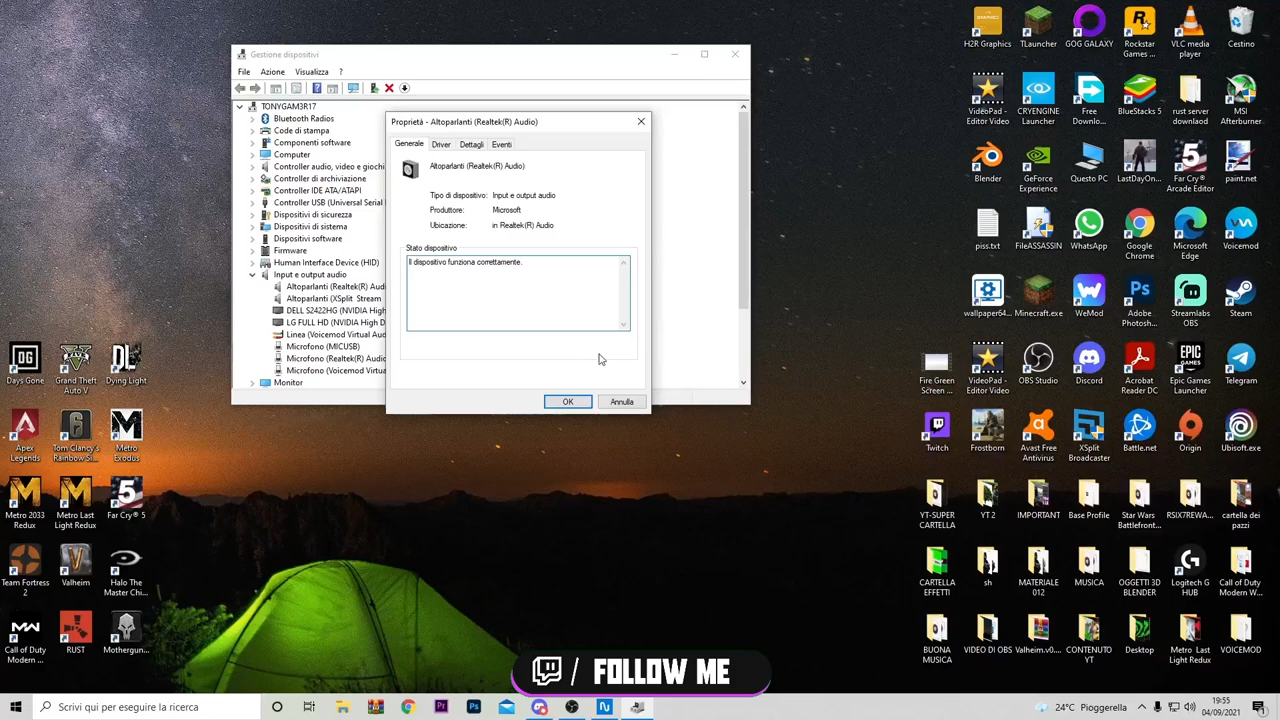 Gestione dispositivi
File Azione Visualizza ?
TONYGAM3R17
Bluetooth Radios
Code di stampa
Componenti software
Computer
Controller audio, video e giochi
Controller di archiviazione
Controller IDE ATA/ATAPI
Controller USB (Universal Serial
Dispositivi di sicurezza
Dispositivi di sistema
Dispositivi software
Firmware
Human Interface Device (HID)
Input e output audio
Altoparlanti (Realtek(R) Audio
Altoparlanti (XSplit Stream
DELL S2422HG (NVIDIA High D
LG FULL HD (NVIDIA High D
Linea (Voicemod Virtual Aud
Microfono (MICUSB)
Microfono (Realtek(R) Audio
Microfono (Voicemod Virtua
Monitor
Proprietà - Altoparlanti (Realtek(R) Audio)
Generale Driver Dettagli Eventi
Altoparlanti (Realtek(R) Audio)
Tipo di dispositivo: Input e output audio
Produttore: Microsoft
Ubicazione: in Realtek(R) Audio
Stato dispositivo
Il dispositivo funziona correttamente.
OK Annulla
Days Gone
Grand Theft
Auto V
Dying Light
Apex
Legends
Tom Clancy's
Rainbow Si...
Metro
Exodus
Metro 2033
Redux
Metro Last
Light Redux
Far Cry® 5
Team Fortress
2
Valheim
Halo The
Master Chi...
Call of Duty
Modern ...
RUST
Mothergun...
H2R Graphics
TLauncher
GOG GALAXY
Rockstar
Games ...
VLC media
player
Cestino
VideoPad -
Editor Video
CRYENGINE
Launcher
Free
Downlo...
BlueStacks 5
rust server
downlaod
MSI
Afterburner
Blender
GeForce
Experience
Questo PC
LastDayOn...
Far Cry 5
Arcade Editor
paint.net
piss.txt
FileASSASSIN
WhatsApp
Google
Chrome
Microsoft
Edge
Voicemod
wallpaper64...
Minecraft.exe
WeMod
Adobe
Photosh...
Streamlabs
OBS
Steam
Fire Green
Screen ...
VideoPad -
Editor Video
OBS Studio
Discord
Acrobat
Reader DC
Epic Games
Launcher
Telegram
Twitch
Frostborn
Avast Free
Antivirus
XSplit
Broadcaster
Battle.net
Origin
Ubisoft.exe
YT-SUPER
CARTELLA
YT 2
IMPORTANT
Base Profile
Star Wars
Battlefront...
RSIX7REWA...
cartella dei
pazzi
CARTELLA
EFFETTI
sh
MATERIALE
012
MUSICA
OGGETTI 3D
BLENDER
Logitech G
HUB
Call of Duty
Modern W...
BUONA
MUSICA
VIDEO DI OBS
Valheim.v0....
CONTENUTO
YT
Desktop
Metro Last
Light Redux
VOICEMOD
/ FOLLOW ME
Scrivi qui per eseguire la ricerca
24°C Pioggerella
19:55
04/09/2021